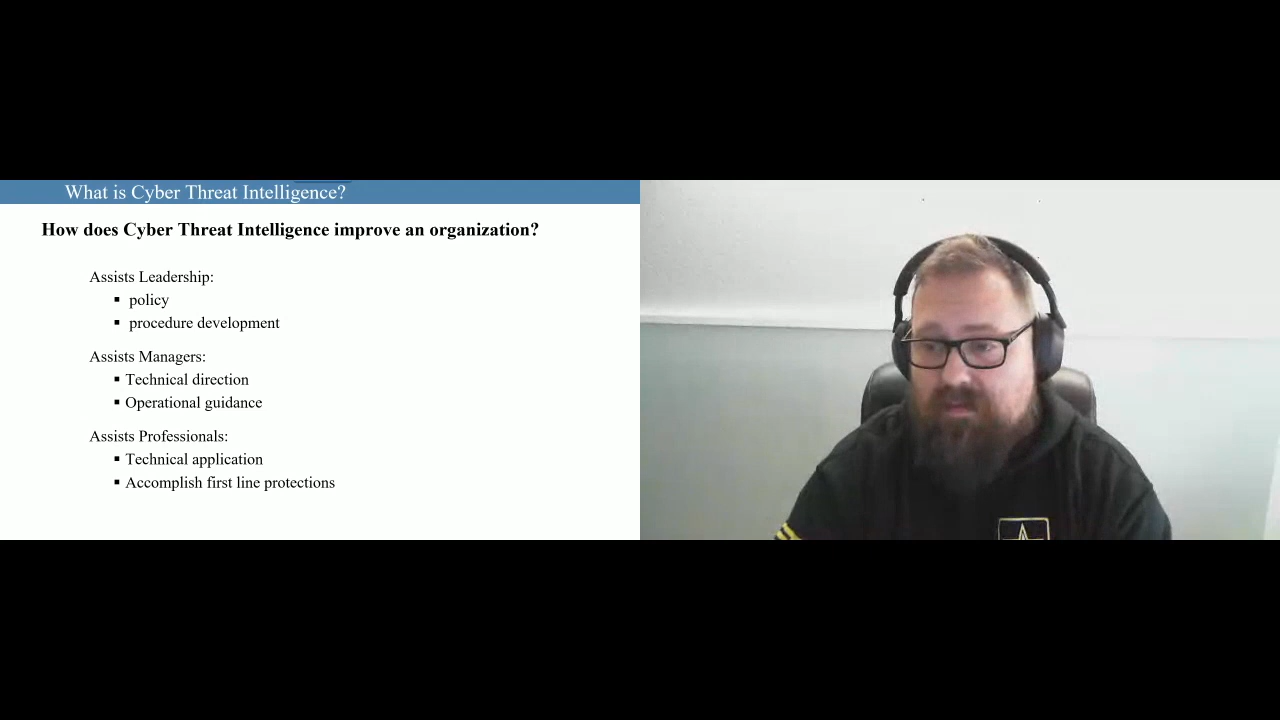 What is Cyber Threat Intelligence?
How does Cyber Threat Intelligence improve an organization?
Assists Leadership:
▪ policy
▪ procedure development
Assists Managers:
▪ Technical direction
▪ Operational guidance
Assists Professionals:
▪ Technical application
▪ Accomplish first line protections